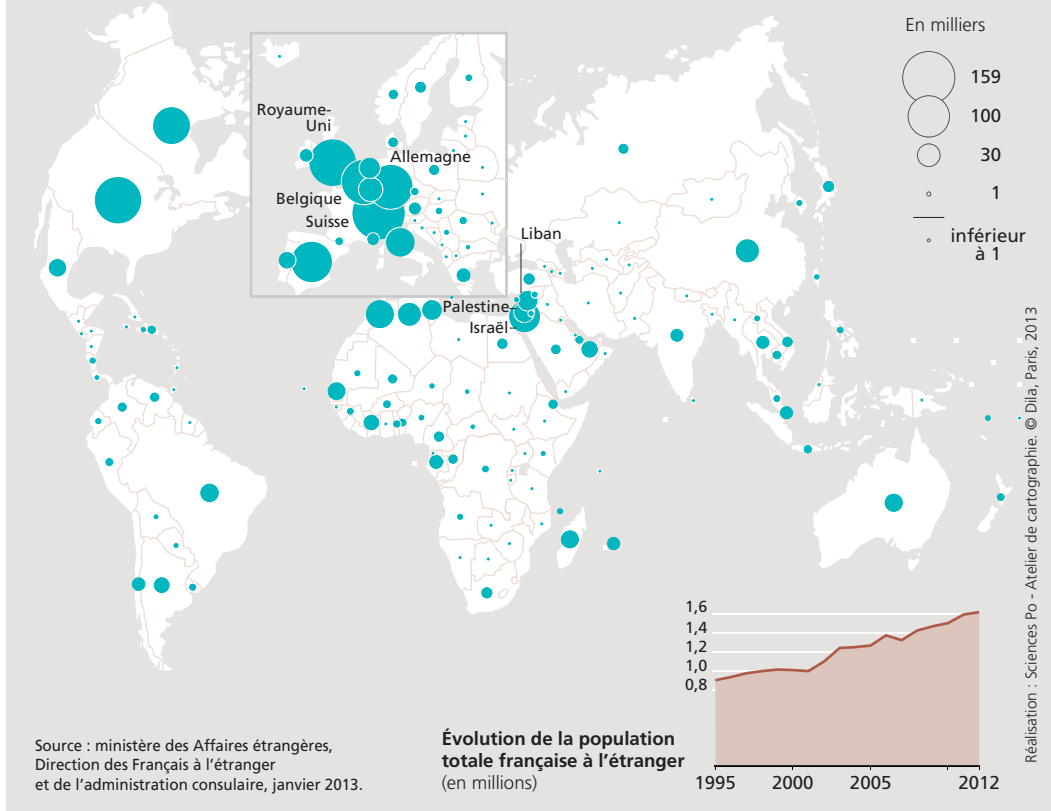 En milliers
159
100
30
1
inférieur
à 1
Royaume-
Uni
Allemagne
Belgique
Suisse
Liban
Palestine
Israël
Réalisation : Sciences Po - Atelier de cartographie. © Dila, Paris, 2013
1,6
1,4
1,2
1,0
0,8
1995
2000
2005
2012
Évolution de la population
totale française à l’étranger
(en millions)
Source : ministère des Affaires étrangères,
Direction des Français à l’étranger
et de l’administration consulaire, janvier 2013.